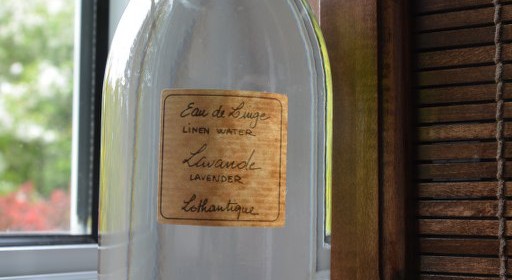 Eau de Linge
LINEN WATER
Lavande
LAVENDER
Lothantique